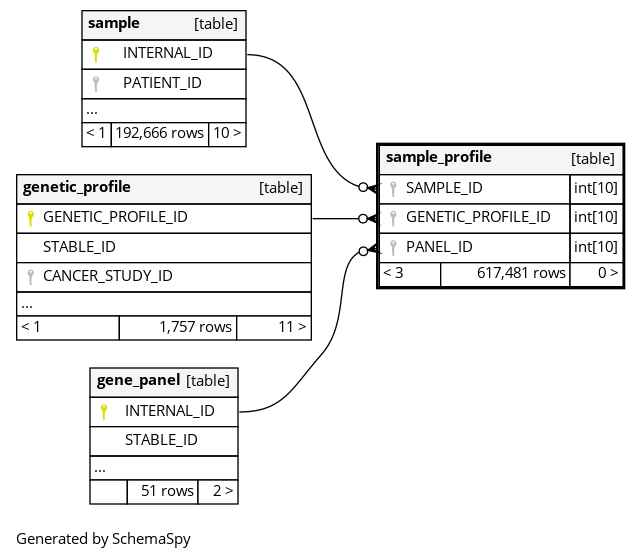 sample [table]
INTERNAL_ID
PATIENT_ID
...
< 1 192,666 rows 10 >
genetic_profile [table]
GENETIC_PROFILE_ID
STABLE_ID
CANCER_STUDY_ID
...
< 1 1,757 rows 11 >
gene_panel [table]
INTERNAL_ID
STABLE_ID
...
51 rows 2 >
sample_profile [table]
SAMPLE_ID int[10]
GENETIC_PROFILE_ID int[10]
PANEL_ID int[10]
< 3 617,481 rows 0 >
Generated by SchemaSpy